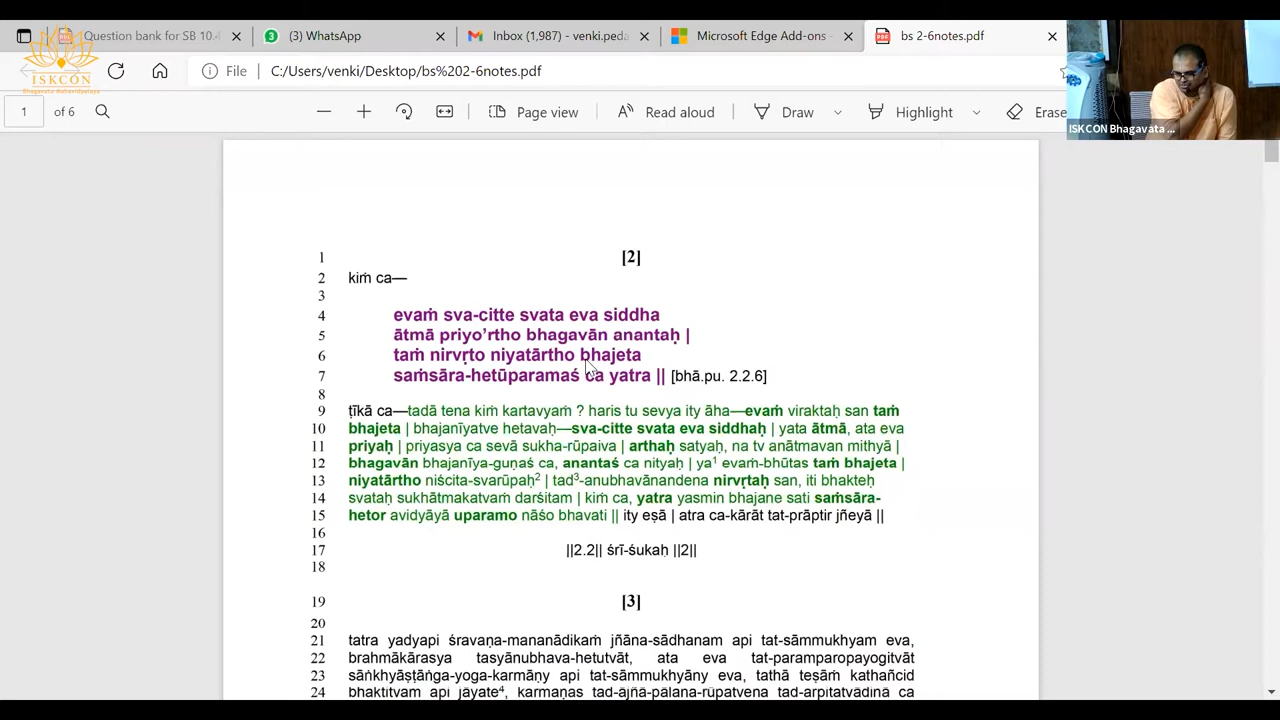 Question bank for SB 10.
(3) WhatsApp
Inbox (1,987) - venki.peda
Microsoft Edge Add-ons -
bs 2-6notes.pdf
ISKCON
Bhagavata Mahavidyalaya
File C:/Users/venki/Desktop/bs%202-6notes.pdf
1 of 6
Page view
Read aloud
Draw
Highlight
Erase
ISKCON Bhagavata ...
1 [2]
2 kiṁ ca—
3
4 evaṁ sva-citte svata eva siddha
5 ātmā priyo’rtho bhagavān anantaḥ |
6 taṁ nirvṛto niyatārtho bhajeta
7 saṁsāra-hetūparamaś ca yatra || [bhā.pu. 2.2.6]
8
9 ṭīkā ca—tadā tena kiṁ kartavyaṁ ? haris tu sevya ity āha—evaṁ viraktaḥ san taṁ
10 bhajeta | bhajanīyatve hetavaḥ—sva-citte svata eva siddhaḥ | yata ātmā, ata eva
11 priyaḥ | priyasya ca sevā sukha-rūpaiva | arthaḥ satyaḥ, na tv anātmavan mithyā |
12 bhagavān bhajanīya-guṇaś ca, anantaś ca nityaḥ | ya¹ evaṁ-bhūtas taṁ bhajeta |
13 niyatārtho niścita-svarūpaḥ² | tad³-anubhavānandena nirvṛtaḥ san, iti bhakteḥ
14 svataḥ sukhātmakatvaṁ darśitam | kiṁ ca, yatra yasmin bhajane sati saṁsāra-
15 hetor avidyāyā uparamo nāśo bhavati || ity eṣā | atra ca-kārāt tat-prāptir jñeyā ||
16
17 ||2.2|| śrī-śukaḥ ||2||
18
19 [3]
20
21 tatra yadyapi śravaṇa-mananādikaṁ jñāna-sādhanam api tat-sāmmukhyam eva,
22 brahmākārasya tasyānubhava-hetutvāt, ata eva tat-paramparopayogitvāt
23 sāṅkhyāṣṭāṅga-yoga-karmāṇy api tat-sāmmukhyāny eva, tathā teṣāṁ kathañcid
24 bhaktitvam api jāyate⁴, karmaṇas tad-ājñā-pālana-rūpatvena tad-arpitatvādinā ca